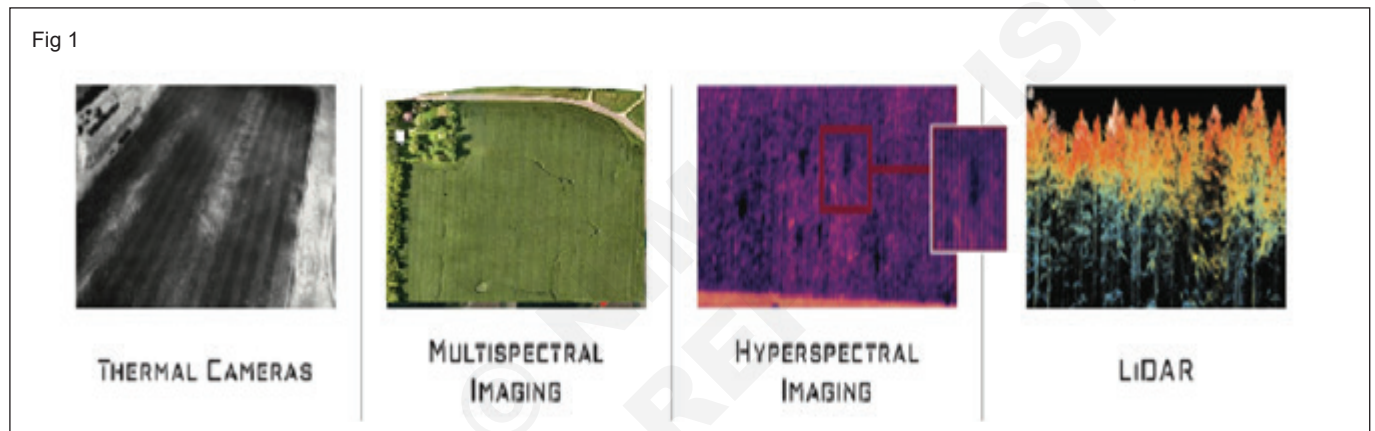 Fig 1
THERMAL CAMERAS
MULTISPECTRAL
IMAGING
HYPERSPECTRAL
IMAGING
LiDAR